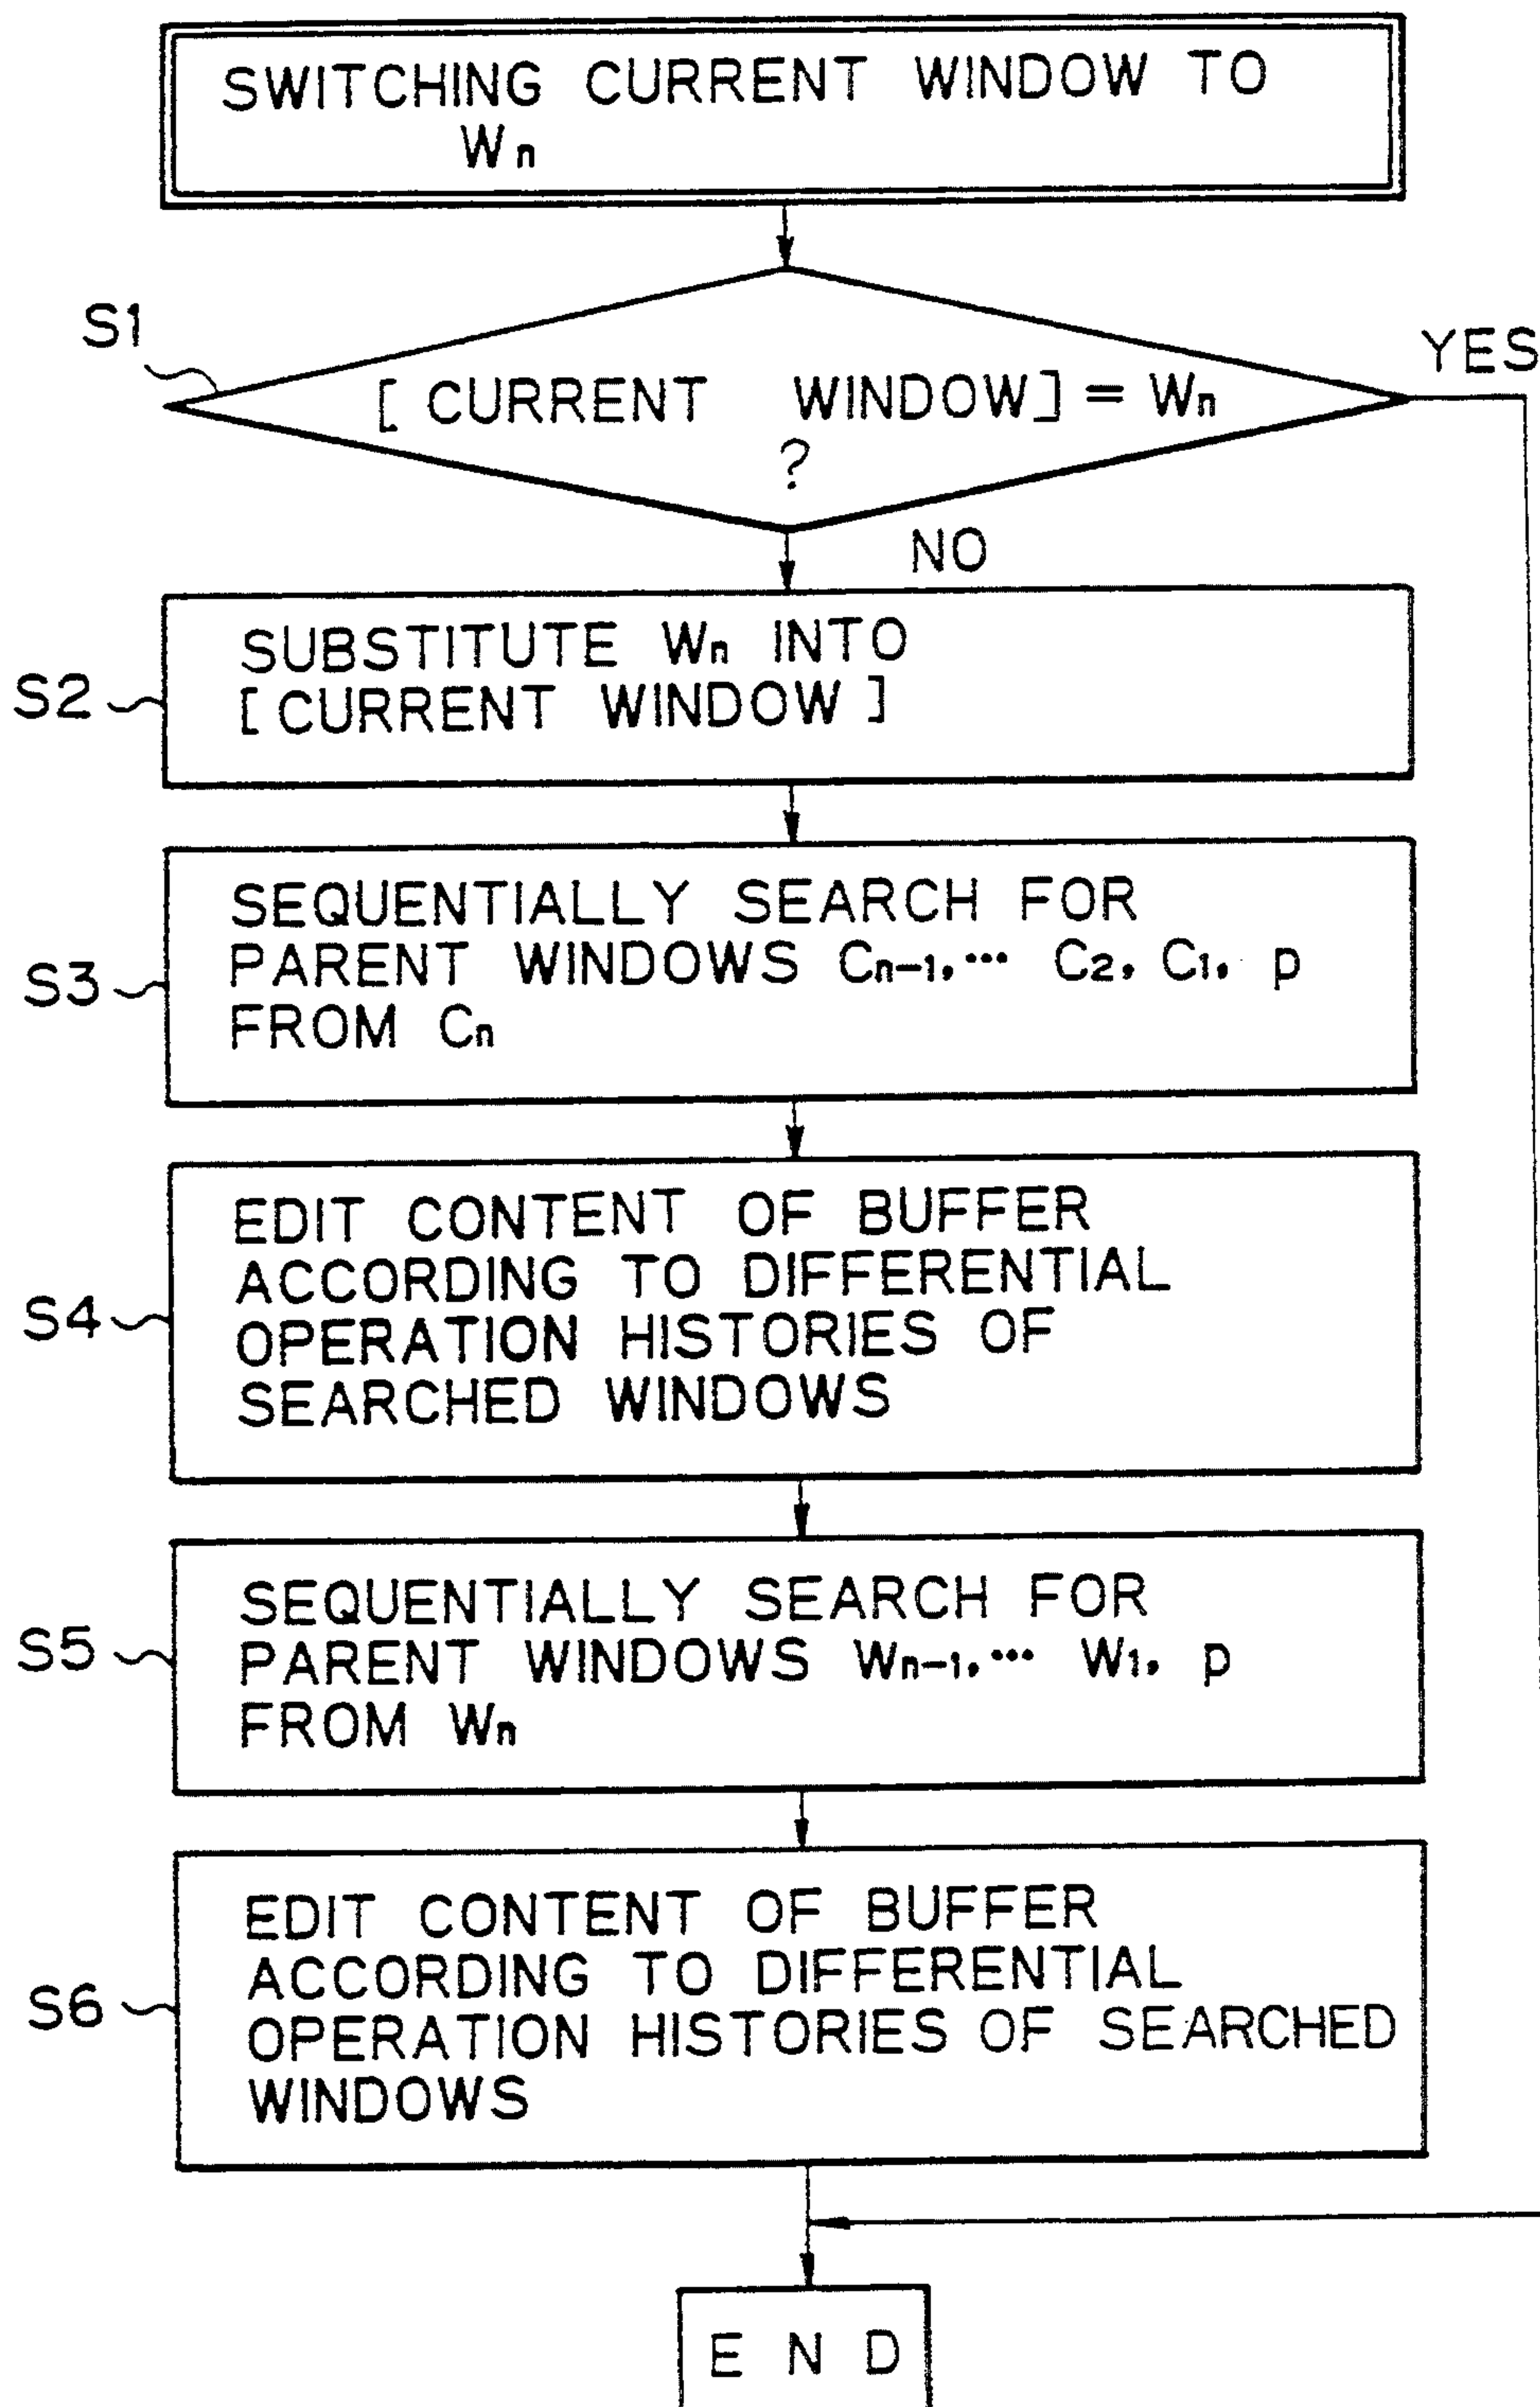 SWITCHING CURRENT WINDOW TO
Wn
S1
YES
[ CURRENT WINDOW ] = Wn
?
NO
S2
SUBSTITUTE Wn INTO
[ CURRENT WINDOW ]
S3
SEQUENTIALLY SEARCH FOR
PARENT WINDOWS Cn-1, ··· C2, C1, p
FROM Cn
S4
EDIT CONTENT OF BUFFER
ACCORDING TO DIFFERENTIAL
OPERATION HISTORIES OF
SEARCHED WINDOWS
S5
SEQUENTIALLY SEARCH FOR
PARENT WINDOWS Wn-1, ··· W1, p
FROM Wn
S6
EDIT CONTENT OF BUFFER
ACCORDING TO DIFFERENTIAL
OPERATION HISTORIES OF SEARCHED
WINDOWS
E N D